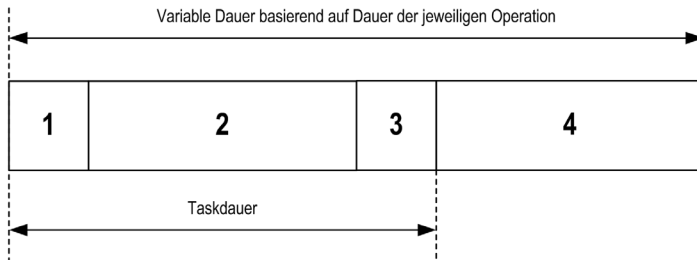 Variable Dauer basierend auf Dauer der jeweiligen Operation
1 2 3 4
Taskdauer